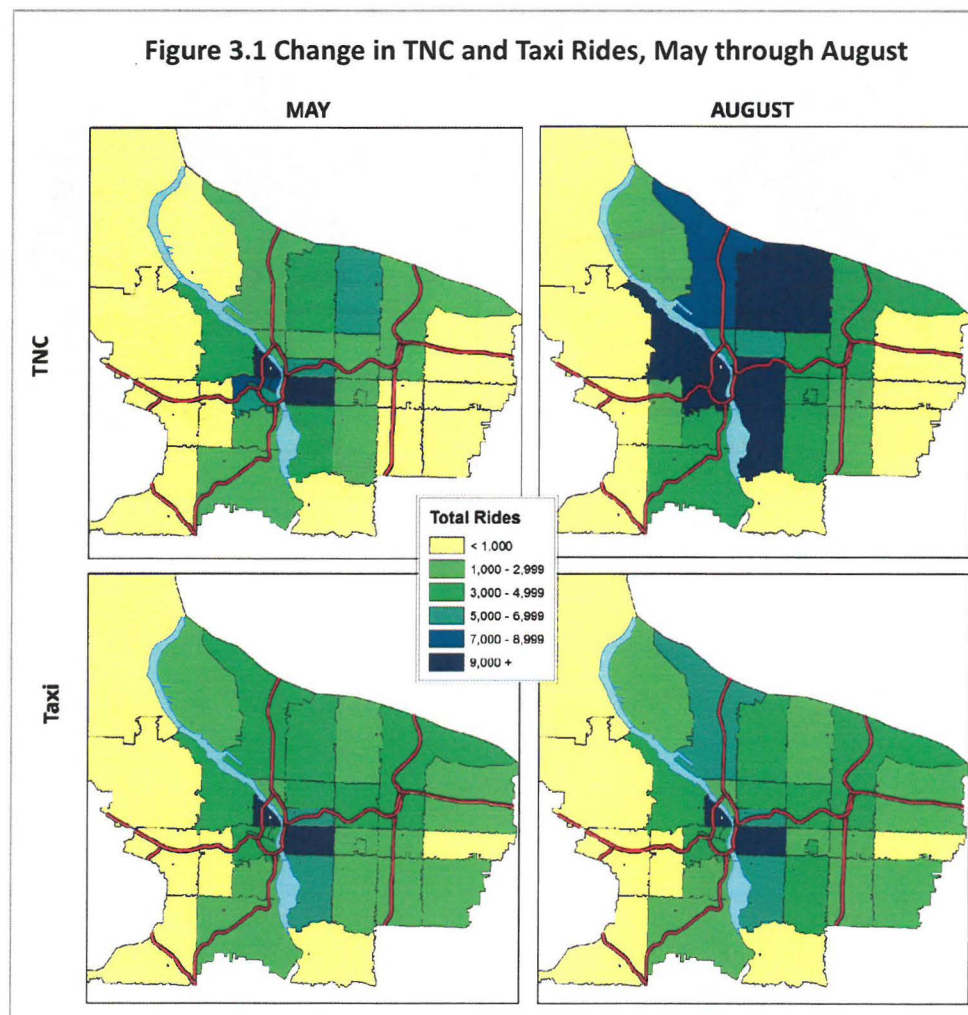 Figure 3.1 Change in TNC and Taxi Rides, May through August
MAY
AUGUST
TNC
Total Rides
< 1.000
1,000 - 2,999
3,000 - 4,999
5,000 - 6,999
7,000 - 8,999
9,000 +
Taxi